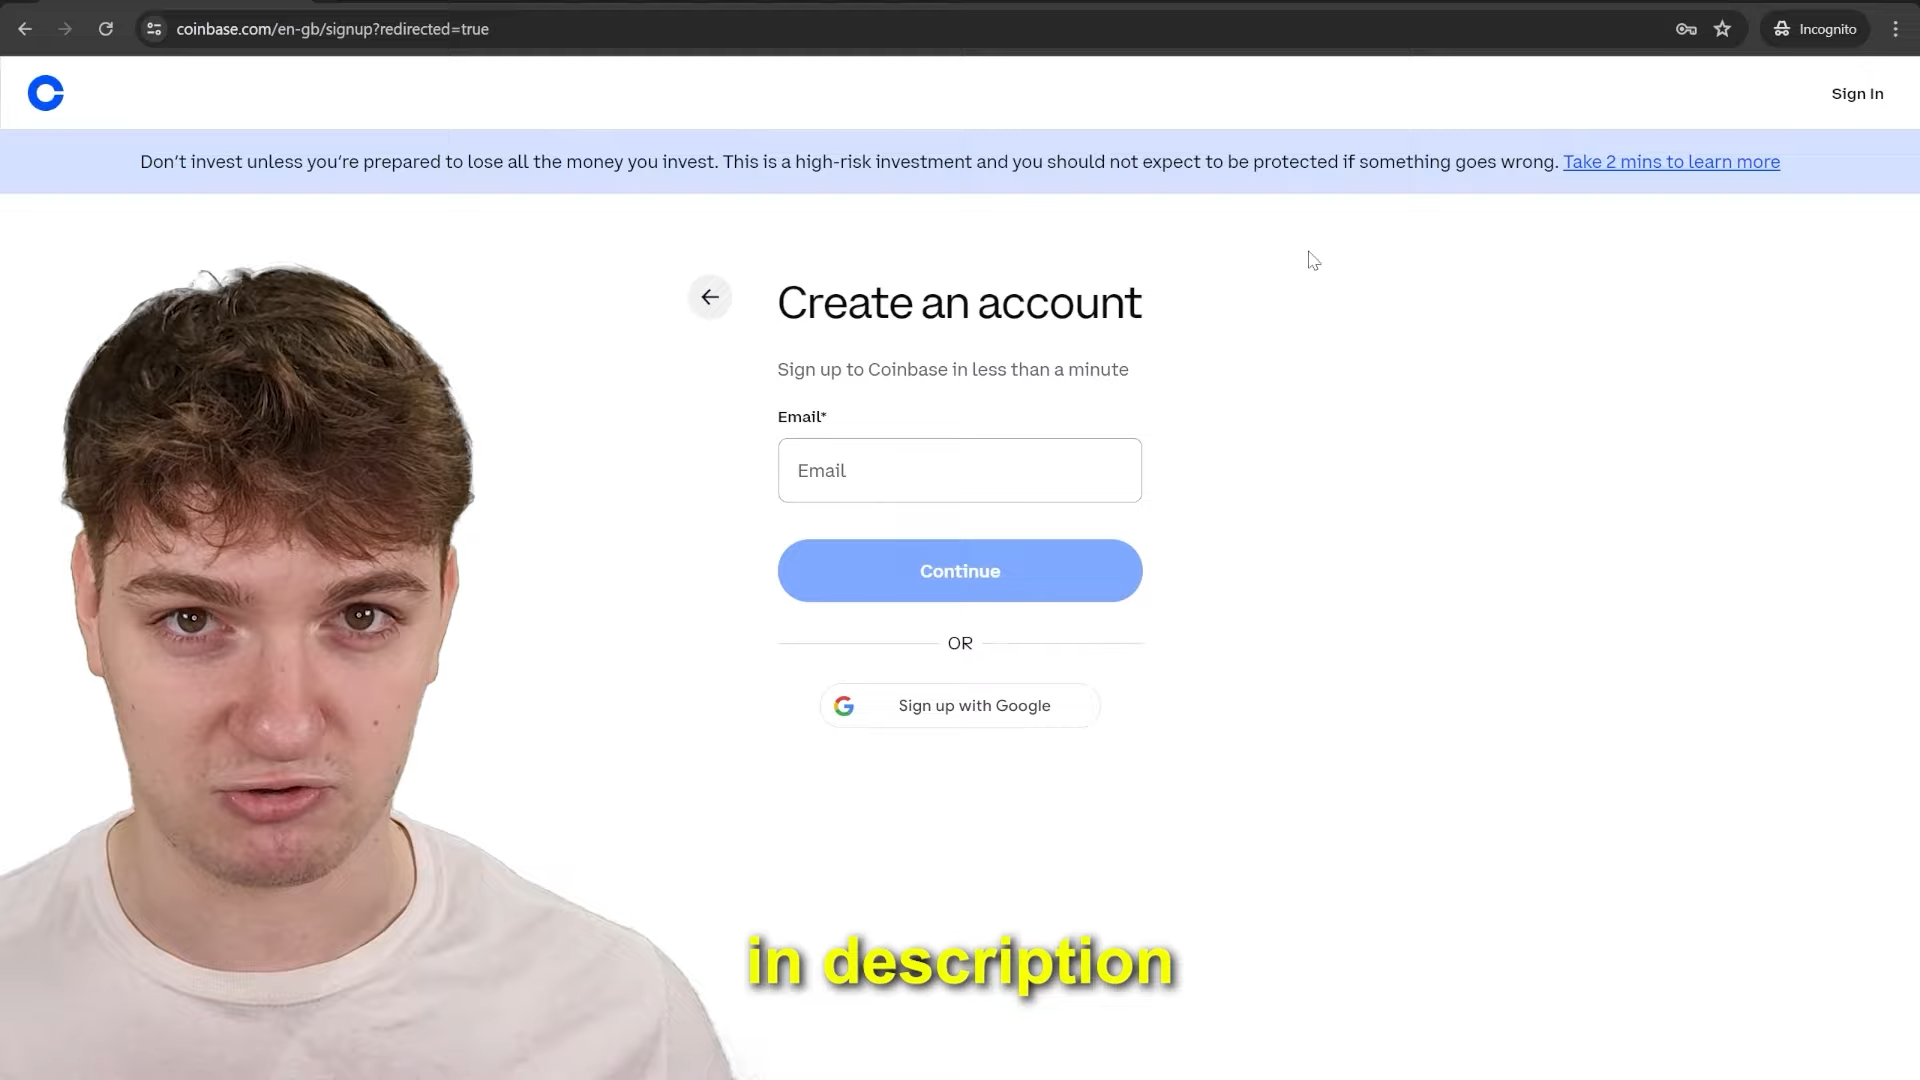 coinbase.com/en-gb/signup?redirected=true
Incognito
Sign In
Don't invest unless you're prepared to lose all the money you invest. This is a high-risk investment and you should not expect to be protected if something goes wrong. Take 2 mins to learn more
Create an account
Sign up to Coinbase in less than a minute
Email*
Email
Continue
OR
Sign up with Google
in description